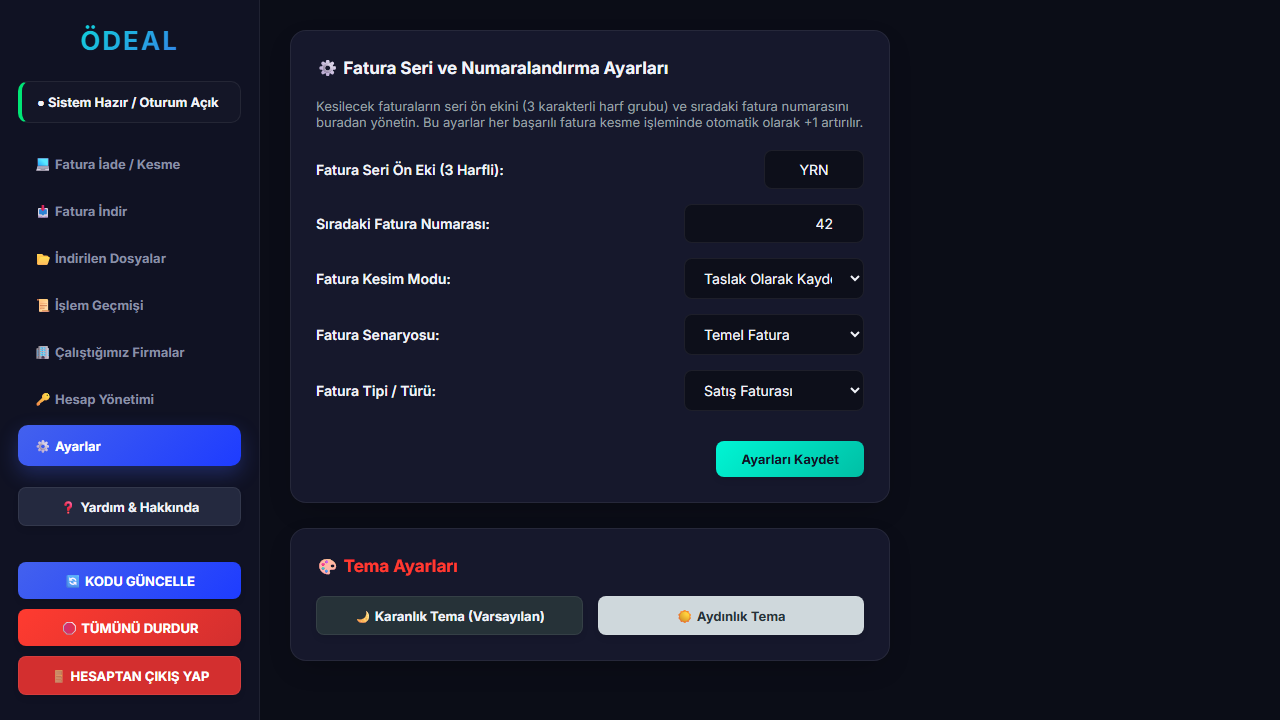 ÖDEAL
● Sistem Hazır / Oturum Açık
Fatura İade / Kesme
Fatura İndir
İndirilen Dosyalar
İşlem Geçmişi
Çalıştığımız Firmalar
Hesap Yönetimi
Ayarlar
Yardım & Hakkında
KODU GÜNCELLE
TÜMÜNÜ DURDUR
HESAPTAN ÇIKIŞ YAP
Fatura Seri ve Numaralandırma Ayarları
Kesilecek faturaların seri ön ekini (3 karakterli harf grubu) ve sıradaki fatura numarasını
buradan yönetin. Bu ayarlar her başarılı fatura kesme işleminde otomatik olarak +1 artırılır.
Fatura Seri Ön Eki (3 Harfli): YRN
Sıradaki Fatura Numarası: 42
Fatura Kesim Modu: Taslak Olarak Kayd
Fatura Senaryosu: Temel Fatura
Fatura Tipi / Türü: Satış Faturası
Ayarları Kaydet
Tema Ayarları
Karanlık Tema (Varsayılan) Aydınlık Tema